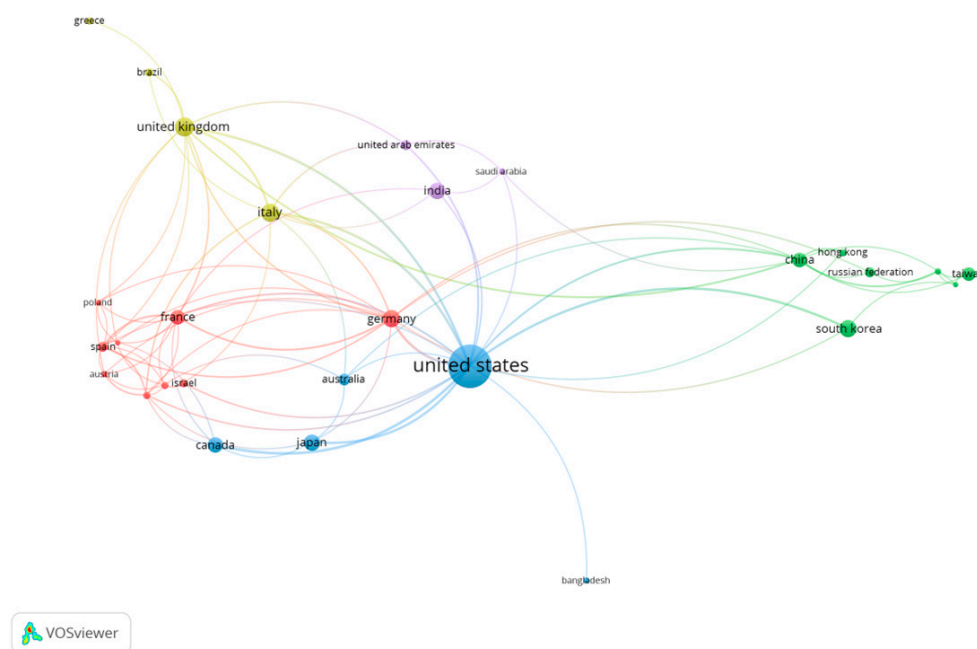 greece
brazil
united kingdom
united arab emirates
saudi arabia
india
italy
hong kong
china
russian federation
taiwa
poland
france
germany
south korea
spain
united states
austria
israel
australia
canada
japan
bangladesh
VOSviewer